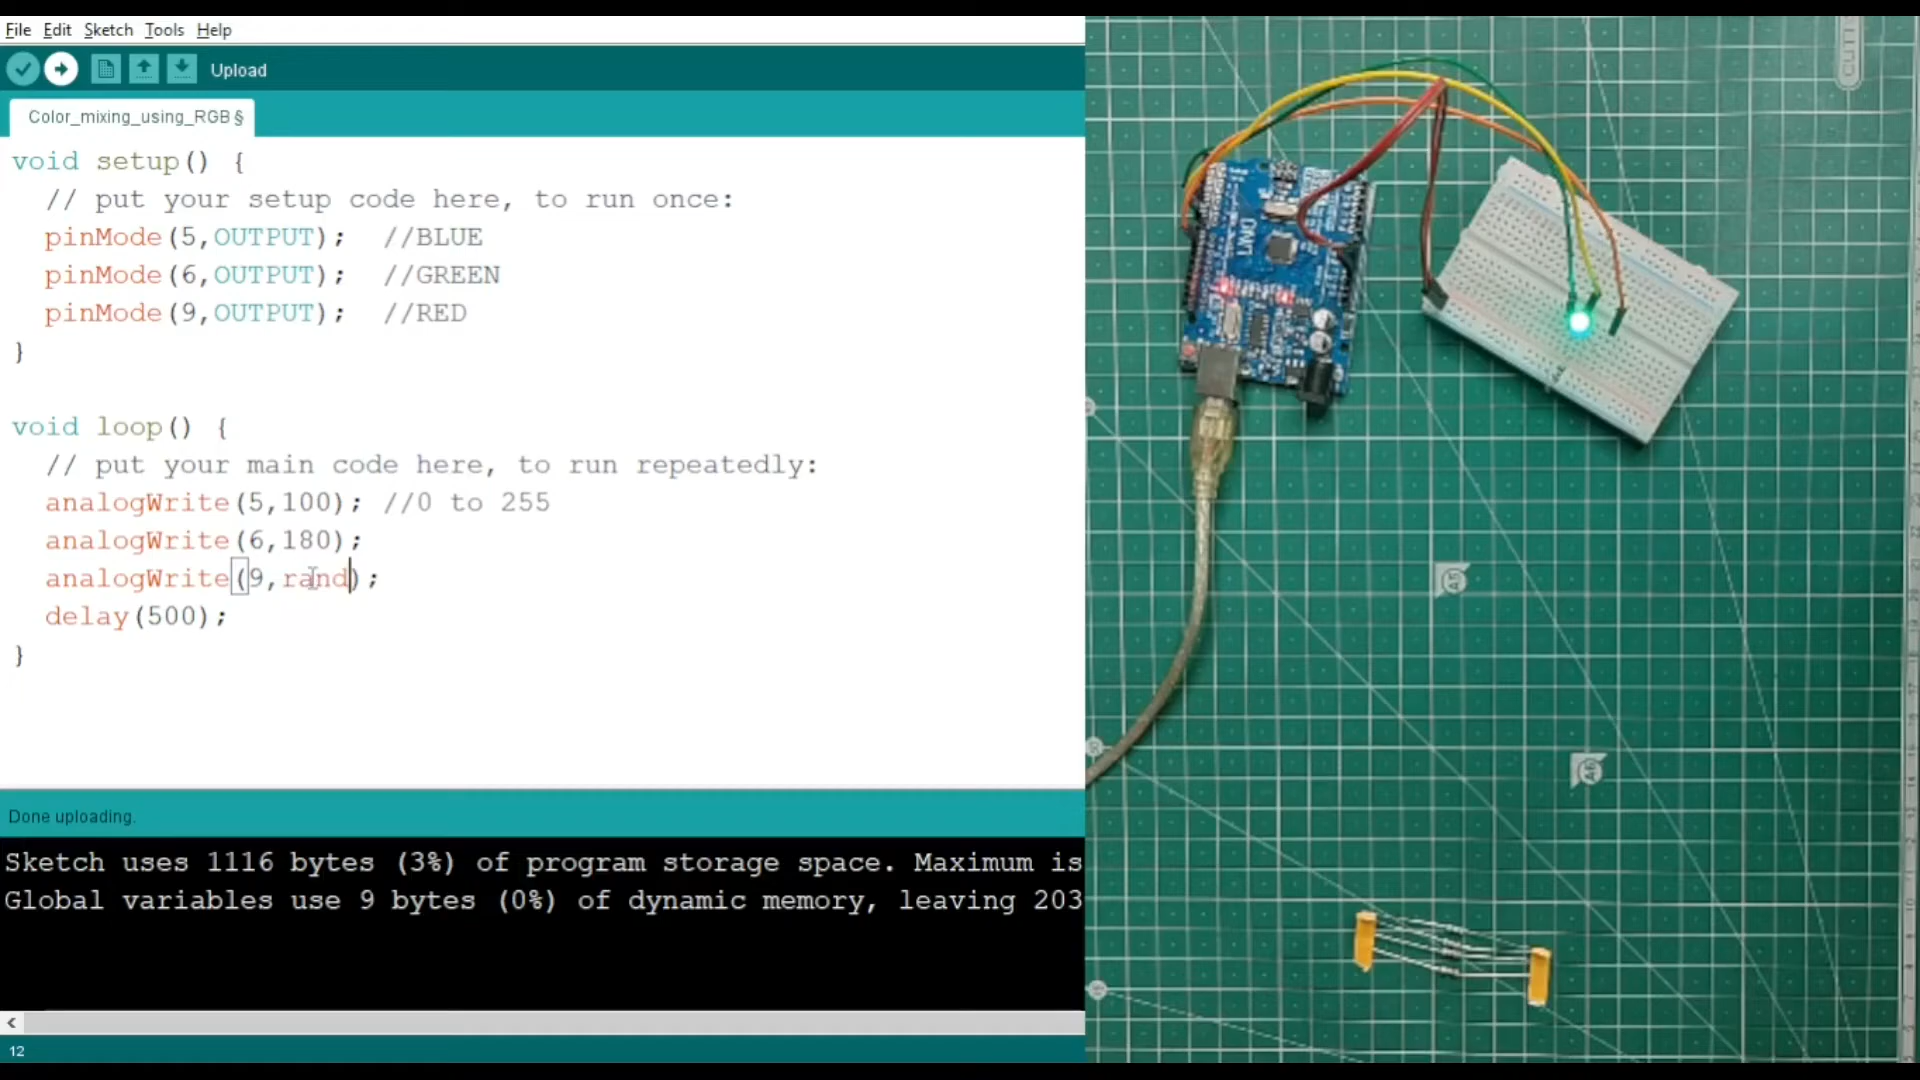 File Edit Sketch Tools Help
Upload
Color_mixing_using_RGB §
void setup() {
  // put your setup code here, to run once:
  pinMode(5,OUTPUT);  //BLUE
  pinMode(6,OUTPUT);  //GREEN
  pinMode(9,OUTPUT);  //RED
}
void loop() {
  // put your main code here, to run repeatedly:
  analogWrite(5,100); //0 to 255
  analogWrite(6,180);
  analogWrite(9,rand);
  delay(500);
}
Done uploading.
Sketch uses 1116 bytes (3%) of program storage space. Maximum is
Global variables use 9 bytes (0%) of dynamic memory, leaving 203
12
UNO
A5
A6